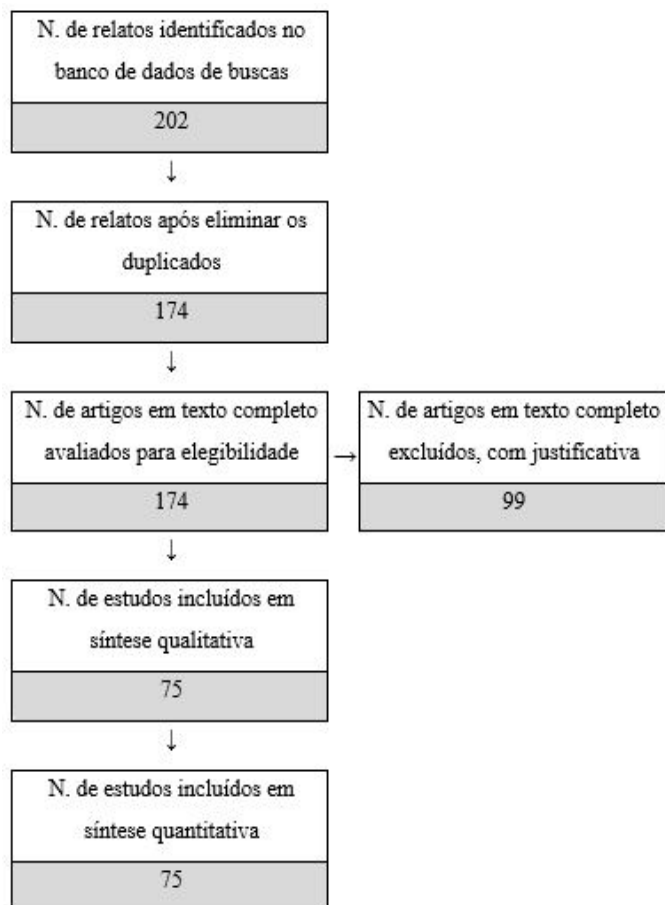 N. de relatos identificados no
banco de dados de buscas
202
↓
N. de relatos após eliminar os
duplicados
174
↓
N. de artigos em texto completo
avaliados para elegibilidade
174
→
N. de artigos em texto completo
excluídos, com justificativa
99
↓
N. de estudos incluídos em
síntese qualitativa
75
↓
N. de estudos incluídos em
síntese quantitativa
75